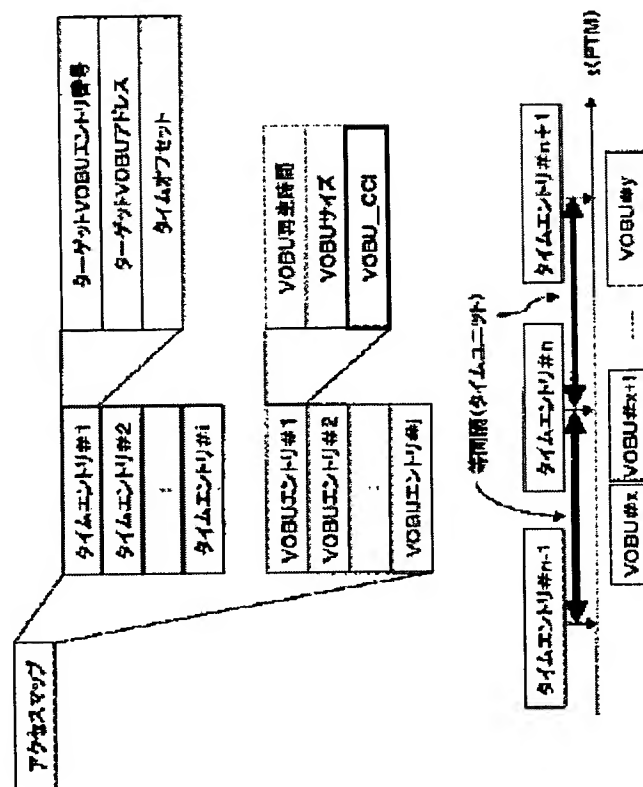 アクセスマップ
タイムエントリ#1
タイムエントリ#2
:
タイムエントリ#i
ターゲットVOBUエントリ番号
ターゲットVOBUアドレス
タイムオフセット
VOBUエントリ#1
VOBUエントリ#2
:
VOBUエントリ#j
VOBU再生時間
VOBUサイズ
VOBU_CCI
等間隔(タイムユニット)
タイムエントリ#n-1
タイムエントリ#n
タイムエントリ#n+1
t(PTM)
VOBU#x
VOBU#x+1
......
VOBU#y